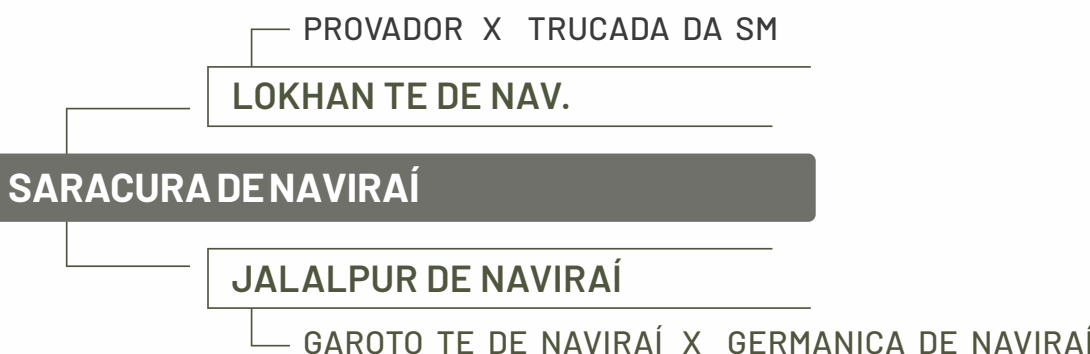 PROVADOR X TRUCADA DA SM
LOKHAN TE DE NAV.
SARACURA DE NAVIRAÍ
JALALPUR DE NAVIRAÍ
GAROTO TE DE NAVIRAÍ X GERMANICA DE NAVIRAÍ